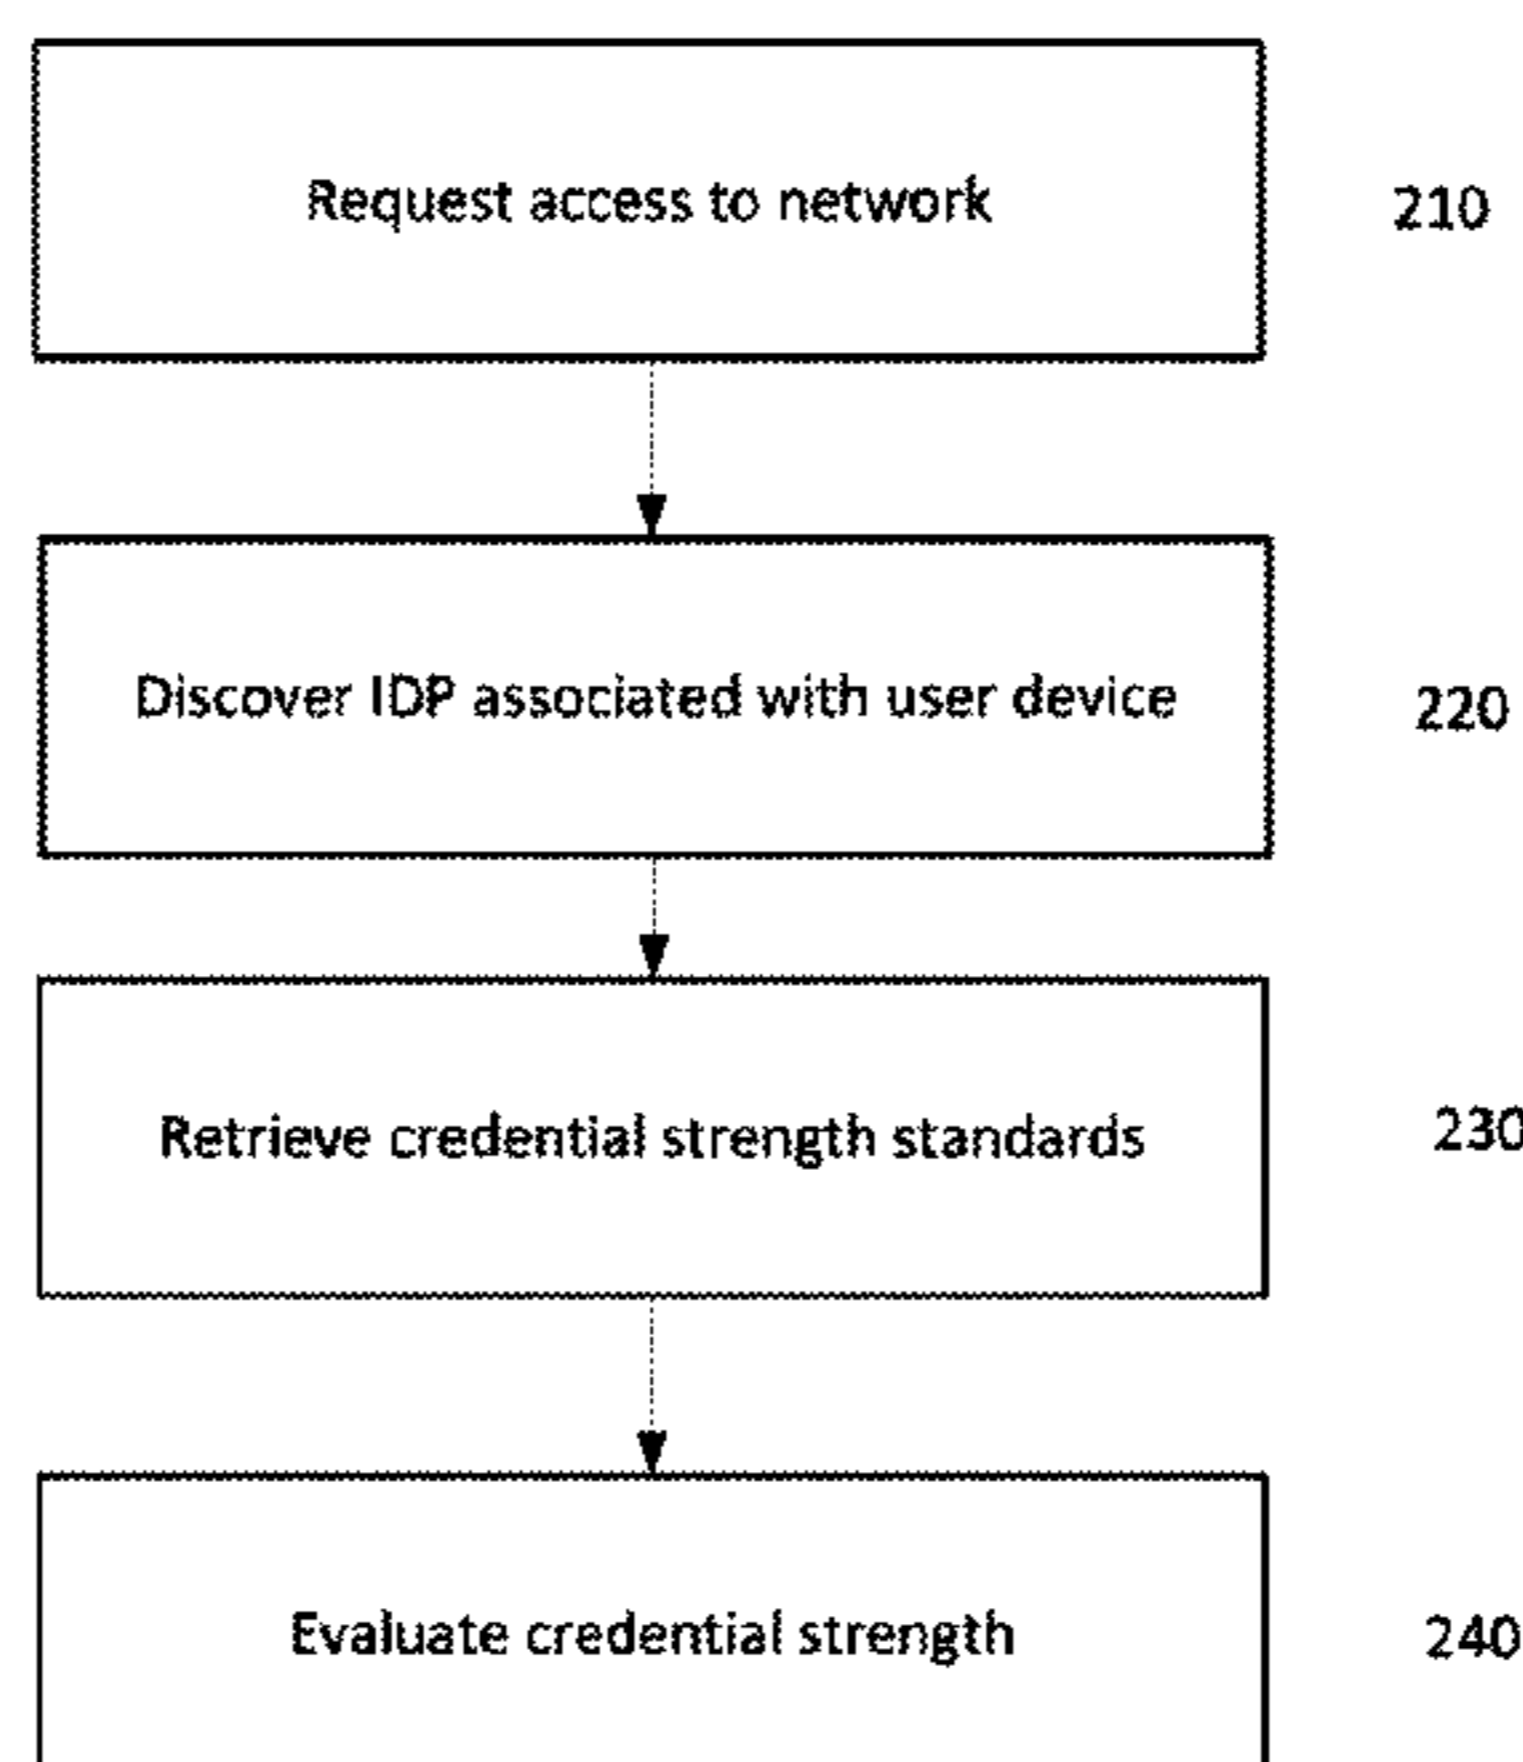 Request access to network
210
Discover IDP associated with user device
220
Retrieve credential strength standards
230
Evaluate credential strength
240